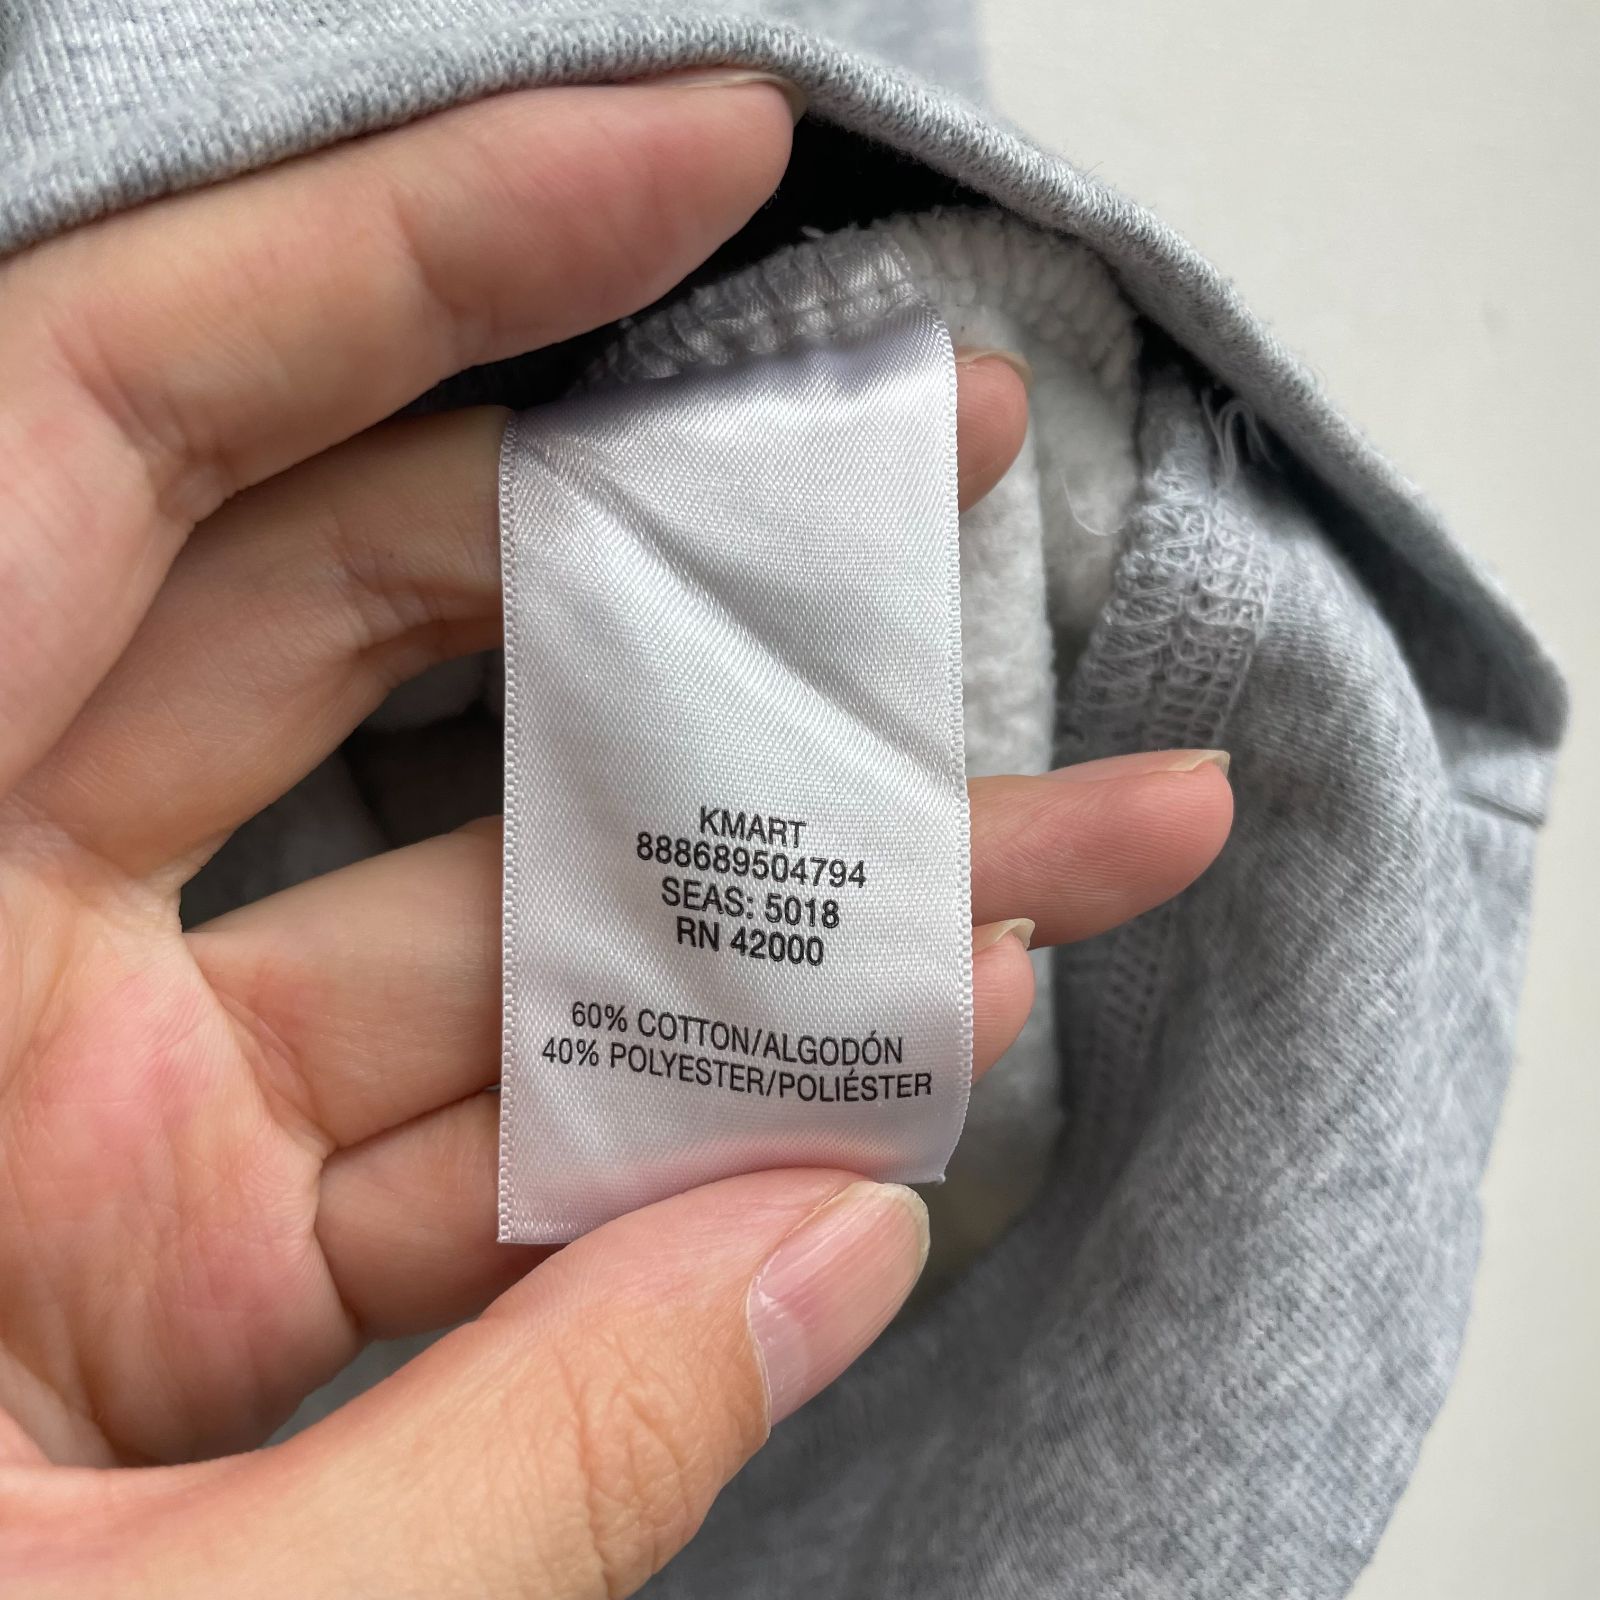 KMART
888689504794
SEAS: 5018
RN 42000
60% COTTON/ALGODÓN
40% POLYESTER/POLIÉSTER